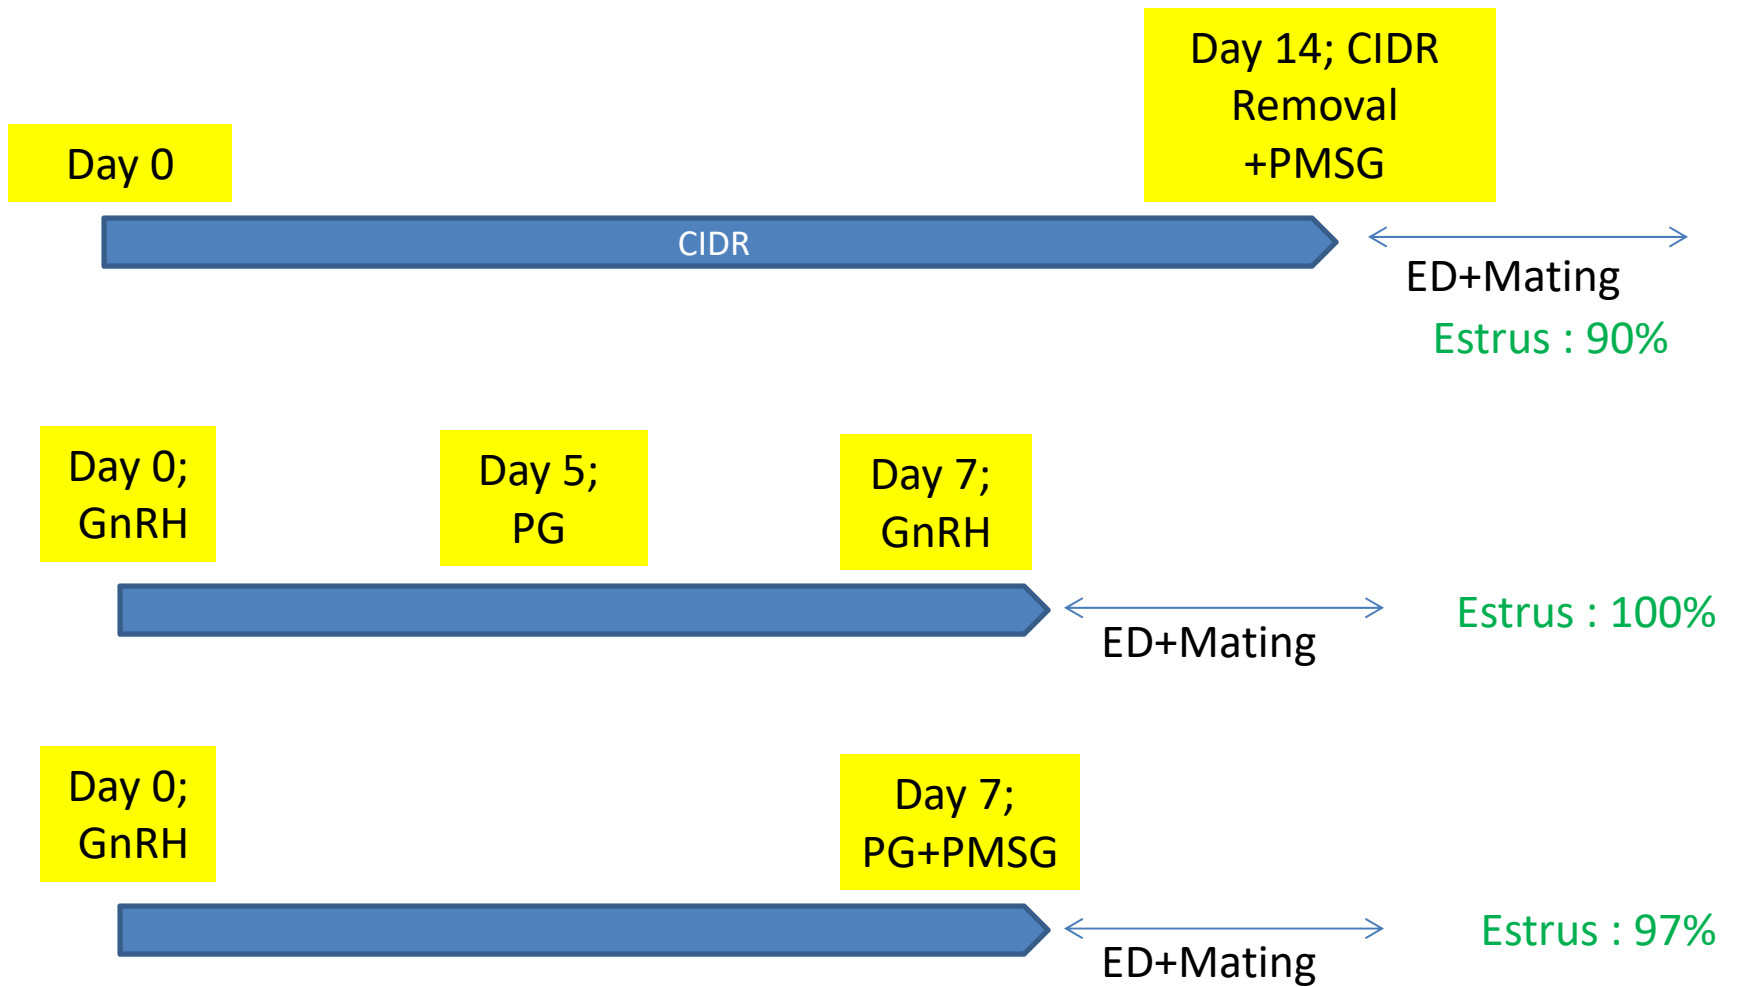 Day 0
Day 14; CIDR
Removal
+PMSG
CIDR
ED+Mating
Estrus : 90%
Day 0;
GnRH
Day 5;
PG
Day 7;
GnRH
ED+Mating
Estrus : 100%
Day 0;
GnRH
Day 7;
PG+PMSG
ED+Mating
Estrus : 97%